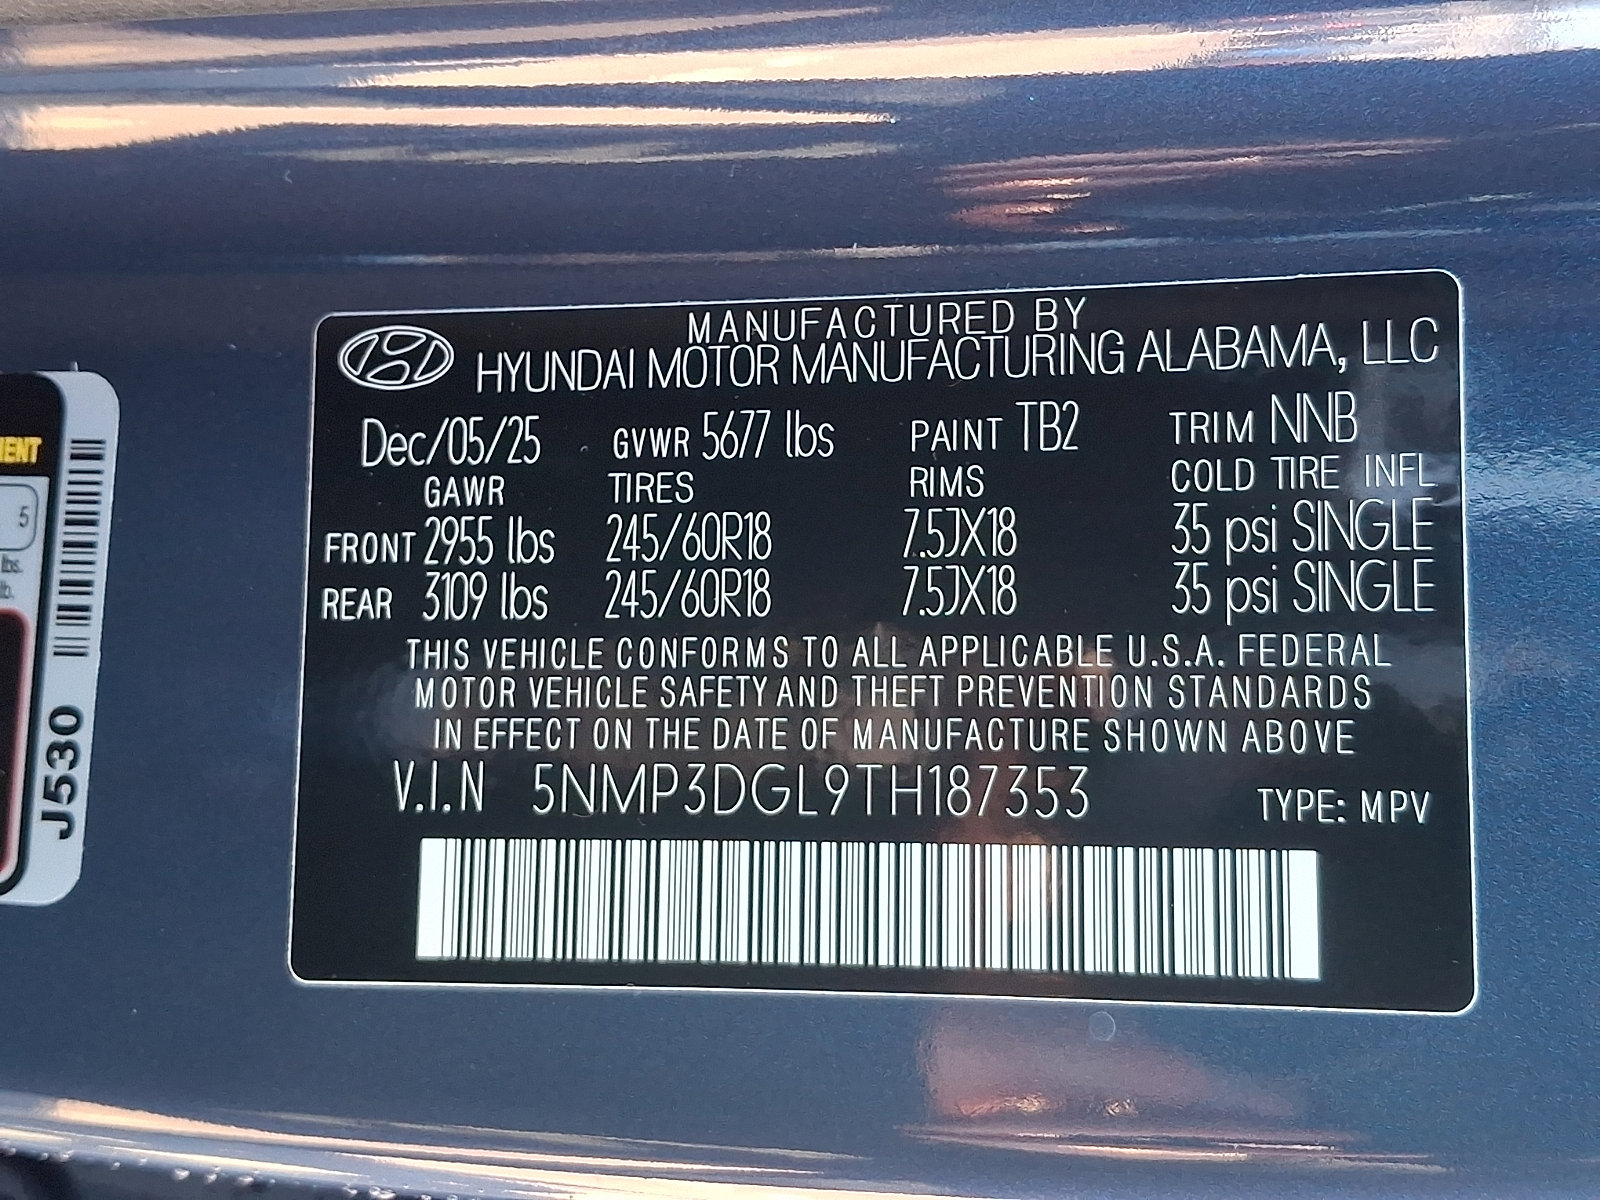 MANUFACTURED BY
HYUNDAI MOTOR MANUFACTURING ALABAMA, LLC
Dec/05/25 GVWR 5677 lbs PAINT TB2 TRIM NNB
GAWR TIRES RIMS COLD TIRE INFL
FRONT 2955 lbs 245/60R18 7.5JX18 35 psi SINGLE
REAR 3109 lbs 245/60R18 7.5JX18 35 psi SINGLE
THIS VEHICLE CONFORMS TO ALL APPLICABLE U.S.A. FEDERAL
MOTOR VEHICLE SAFETY AND THEFT PREVENTION STANDARDS
IN EFFECT ON THE DATE OF MANUFACTURE SHOWN ABOVE
V.I.N 5NMP3DGL9TH187353 TYPE: MPV
5
lbs.
lb.
J530